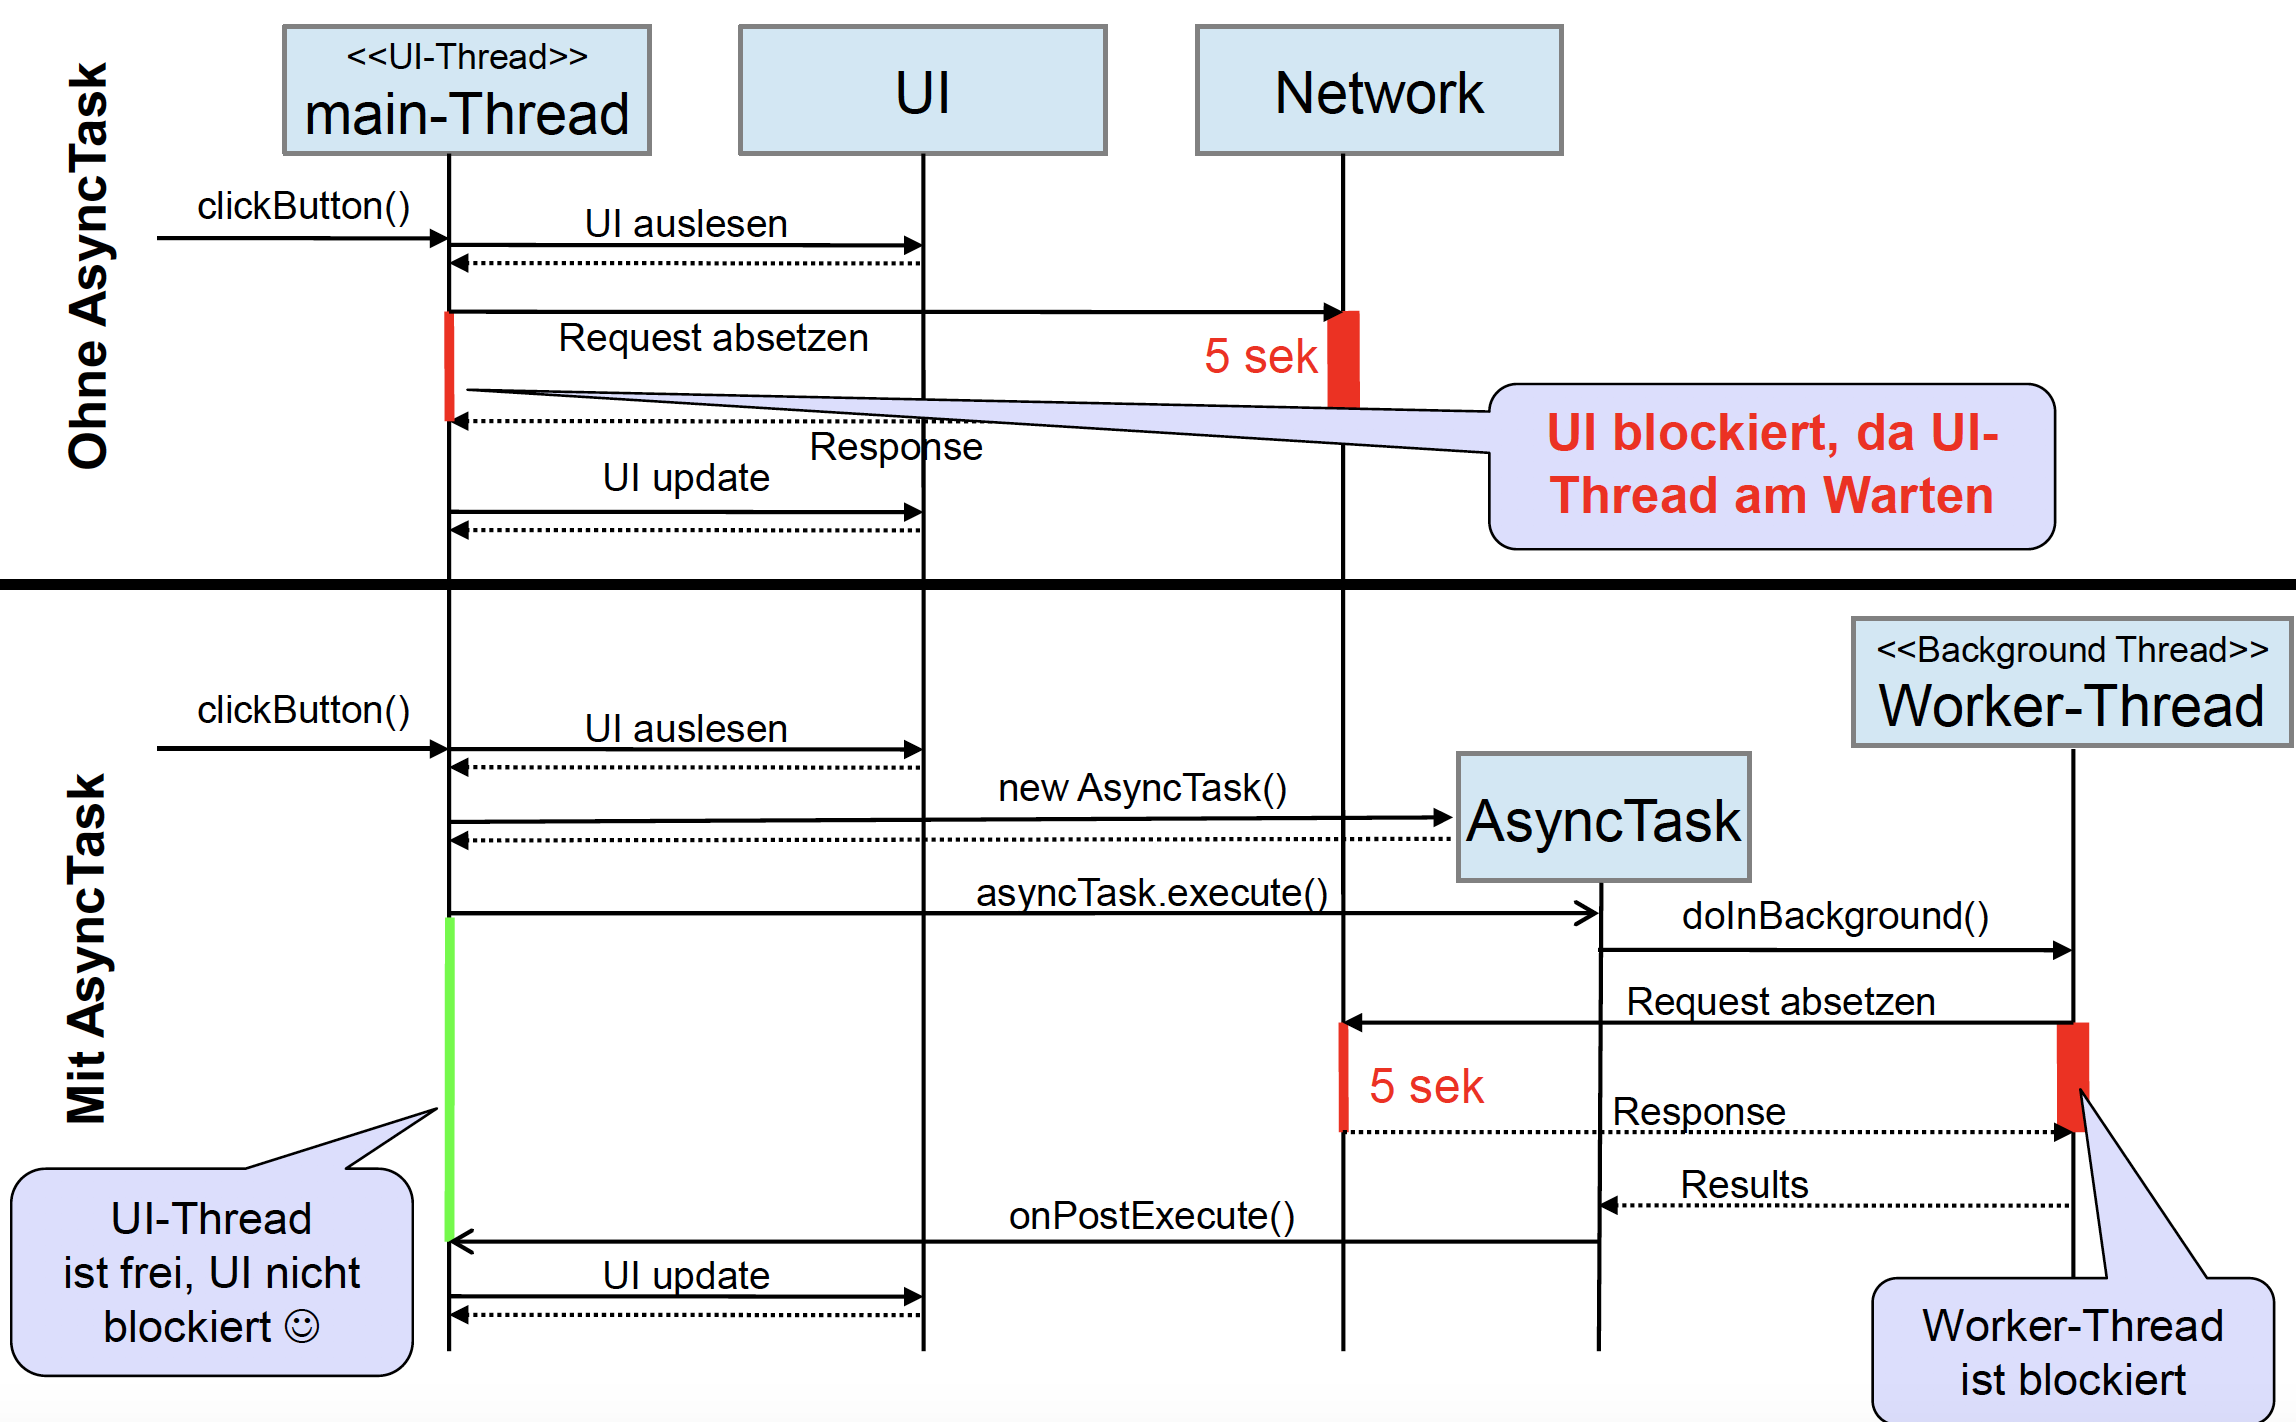 Ohne AsyncTask
<<UI-Thread>>
main-Thread
UI
Network
clickButton()
UI auslesen
Request absetzen
5 sek
UI blockiert, da UI-
Thread am Warten
Response
UI update
Mit AsyncTask
<<Background Thread>>
Worker-Thread
clickButton()
UI auslesen
new AsyncTask()
AsyncTask
asyncTask.execute()
doInBackground()
Request absetzen
5 sek
Response
Results
onPostExecute()
UI-Thread
ist frei, UI nicht
blockiert ☺
UI update
Worker-Thread
ist blockiert